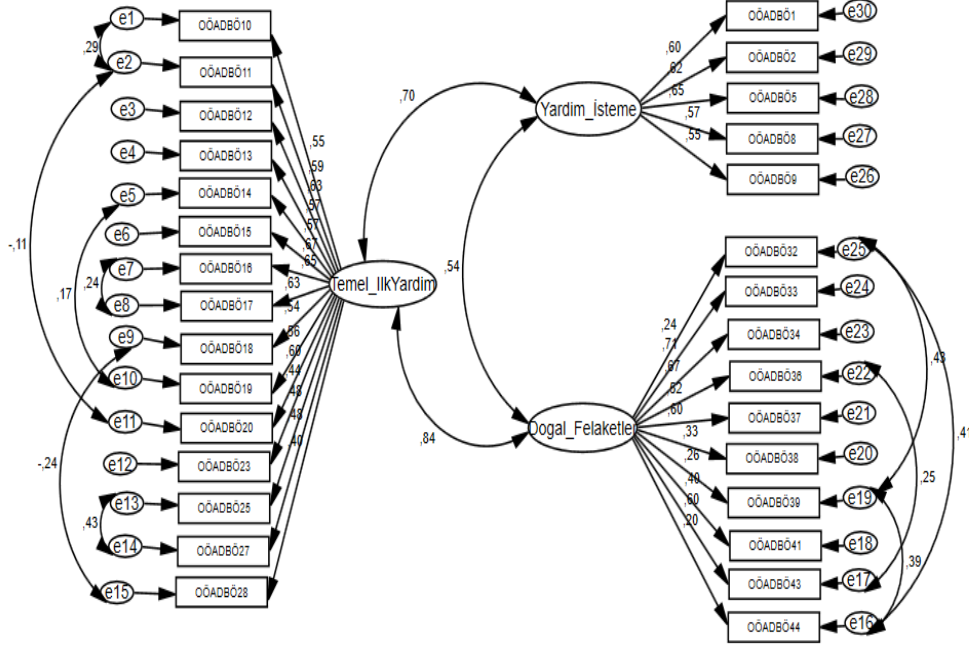 e1
OÖADBÖ10
,29
e2
OÖADBÖ11
e3
OÖADBÖ12
e4
OÖADBÖ13
e5
OÖADBÖ14
e6
OÖADBÖ15
e7
OÖADBÖ16
,24
e8
OÖADBÖ17
e9
OÖADBÖ18
e10
OÖADBÖ19
e11
OÖADBÖ20
e12
OÖADBÖ23
e13
OÖADBÖ25
,43
e14
OÖADBÖ27
e15
OÖADBÖ28
-,11
,17
-,24
,55
,59
,63
,57
,57
,67
,65
,63
,54
,56
,60
,44
,48
,48
,40
Temel_IlkYardim
,70
,54
,84
Yardim_İsteme
,60
,62
,65
,57
,55
OÖADBÖ1
e30
OÖADBÖ2
e29
OÖADBÖ5
e28
OÖADBÖ8
e27
OÖADBÖ9
e26
Dogal_Felaketler
,24
,71
,67
,62
,60
,33
,26
,40
,60
,20
OÖADBÖ32
e25
OÖADBÖ33
e24
OÖADBÖ34
e23
OÖADBÖ36
e22
OÖADBÖ37
e21
OÖADBÖ38
e20
OÖADBÖ39
e19
OÖADBÖ41
e18
OÖADBÖ43
e17
OÖADBÖ44
e16
,43
,41
,25
,39